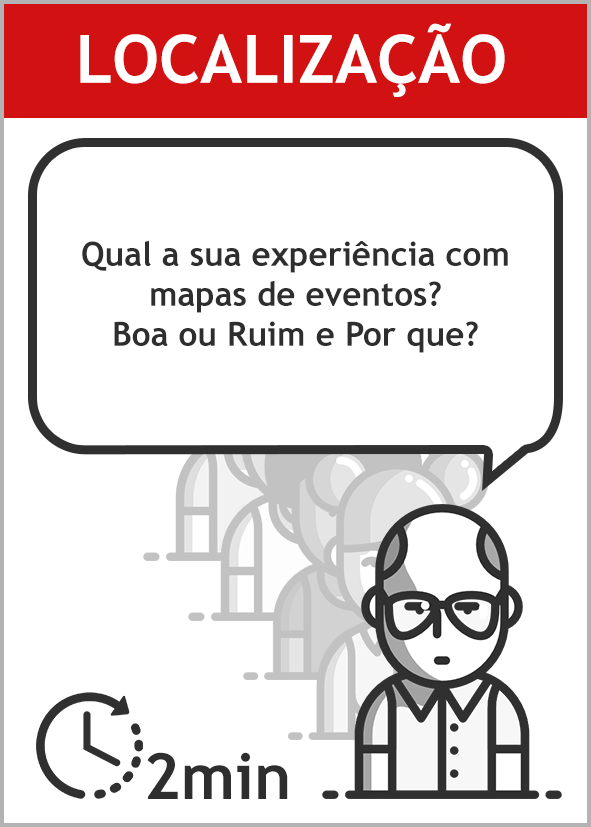 LOCALIZAÇÃO
Qual a sua experiência com
mapas de eventos?
Boa ou Ruim e Por que?
2min